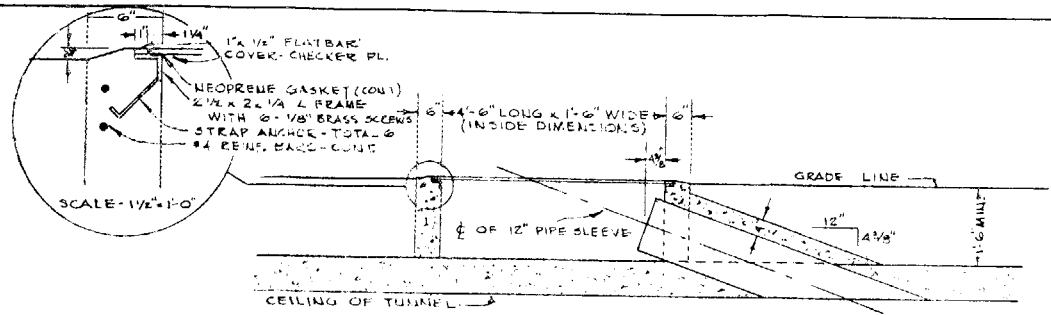 6"
1" 1¼"
1" x ½" FLATBAR
COVER - CHECKER PL.
NEOPRENE GASKET (CONT)
2½ x 2 x ¼ L FRAME
WITH 6 - ⅛" BRASS SCREWS
STRAP ANCHOR - TOTAL - 6
#4 REINF. BARS - CONT
SCALE - 1½" = 1'-0"
6" 4'-6" LONG x 1'-6" WIDE 6"
(INSIDE DIMENSIONS)
4⅜
GRADE LINE
℄ OF 12" PIPE SLEEVE
12"
4⅜"
1'-6" MIN.
CEILING OF TUNNEL